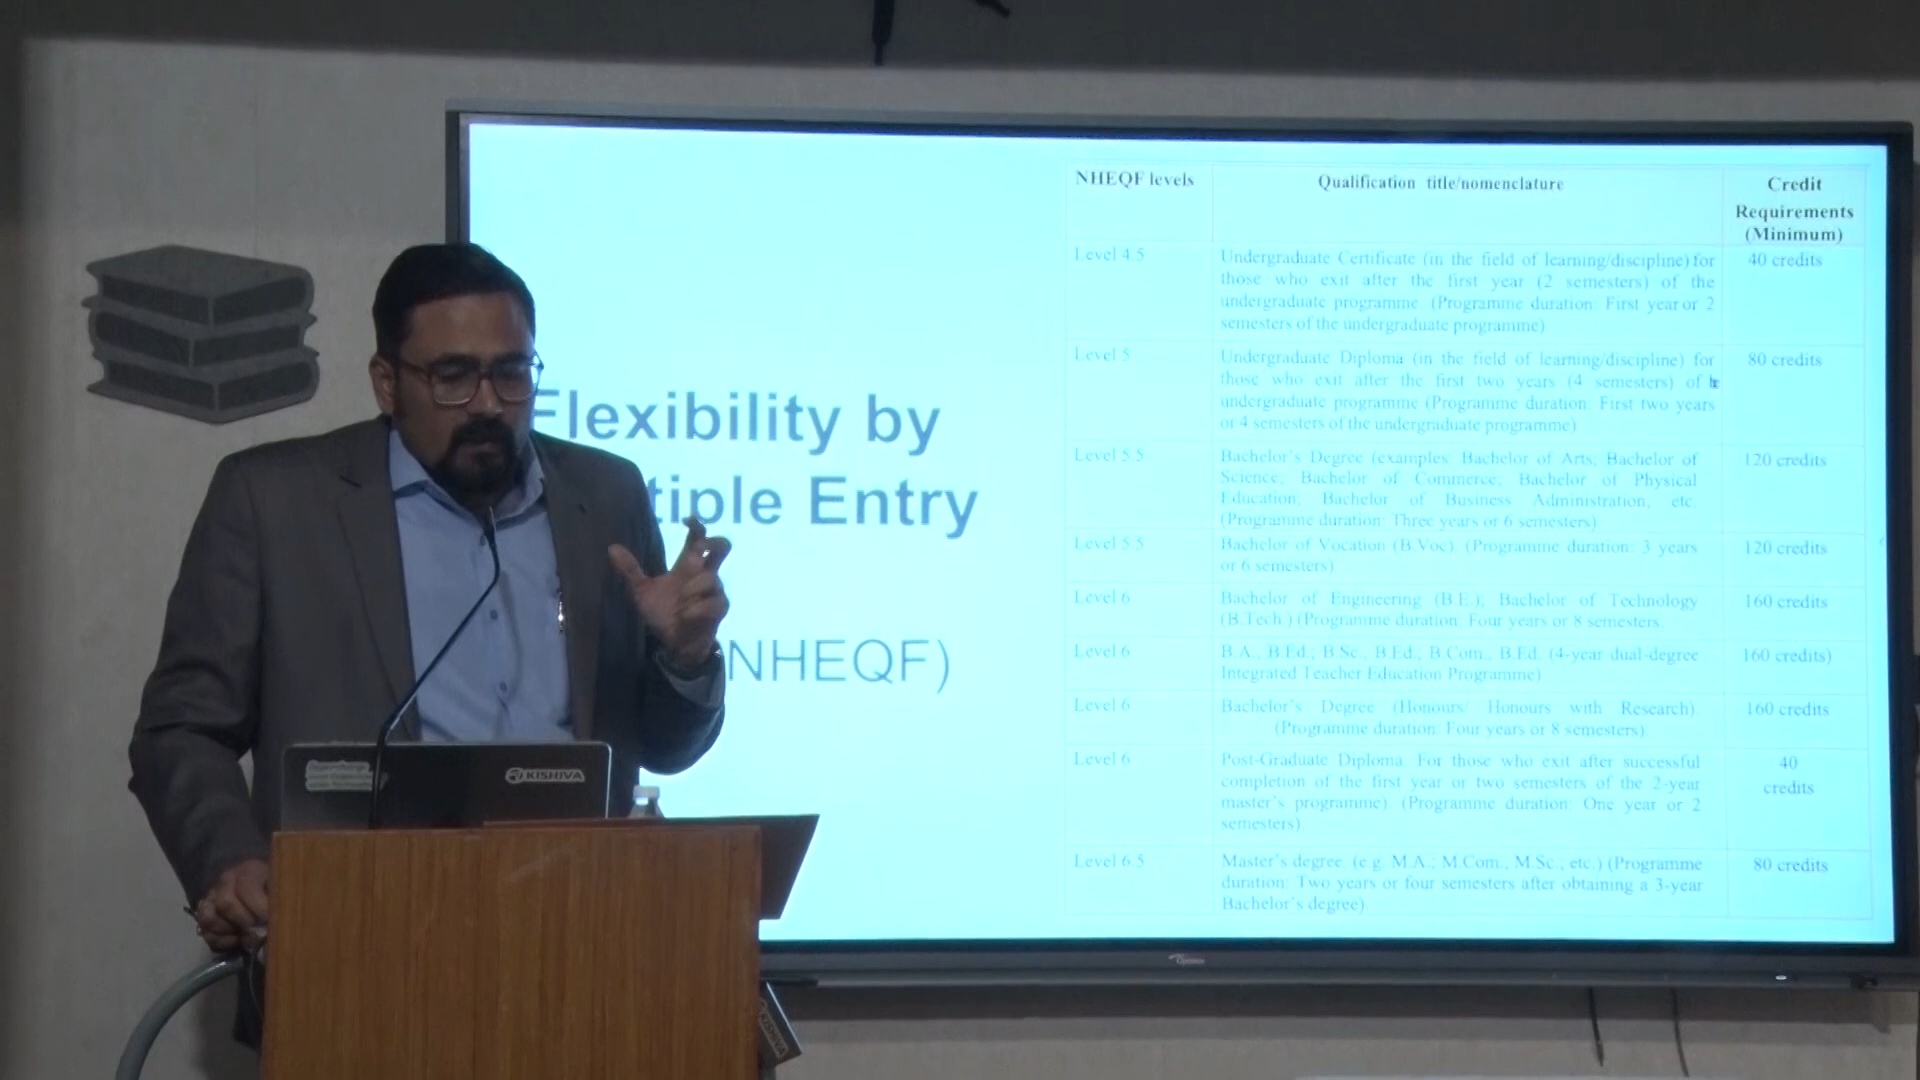 Flexibility by
tiple Entry
NHEQF)
NHEQF levels
Qualification title/nomenclature
Credit
Requirements
(Minimum)
Level 4.5
Undergraduate Certificate (in the field of learning/discipline) for
those who exit after the first year (2 semesters) of the
undergraduate programme. (Programme duration: First year or 2
semesters of the undergraduate programme)
40 credits
Level 5
Undergraduate Diploma (in the field of learning/discipline) for
those who exit after the first two years (4 semesters) of the
undergraduate programme (Programme duration: First two years
or 4 semesters of the undergraduate programme)
80 credits
Level 5.5
Bachelor's Degree (examples: Bachelor of Arts; Bachelor of
Science; Bachelor of Commerce; Bachelor of Physical
Education; Bachelor of Business Administration, etc.
(Programme duration: Three years or 6 semesters)
120 credits
Level 5.5
Bachelor of Vocation (B.Voc). (Programme duration: 3 years
or 6 semesters)
120 credits
Level 6
Bachelor of Engineering (B.E.); Bachelor of Technology
(B.Tech.) (Programme duration: Four years or 8 semesters.
160 credits
Level 6
B.A., B.Ed.; B.Sc., B.Ed.; B.Com., B.Ed. (4-year dual-degree
Integrated Teacher Education Programme)
160 credits)
Level 6
Bachelor's Degree (Honours/ Honours with Research).
(Programme duration: Four years or 8 semesters).
160 credits
Level 6
Post-Graduate Diploma. For those who exit after successful
completion of the first year or two semesters of the 2-year
master's programme). (Programme duration: One year or 2
semesters).
40
credits
Level 6.5
Master's degree. (e.g. M.A.; M.Com., M.Sc.; etc.) (Programme
duration: Two years or four semesters after obtaining a 3-year
Bachelor's degree).
80 credits
KISHIVA
KISHIVA